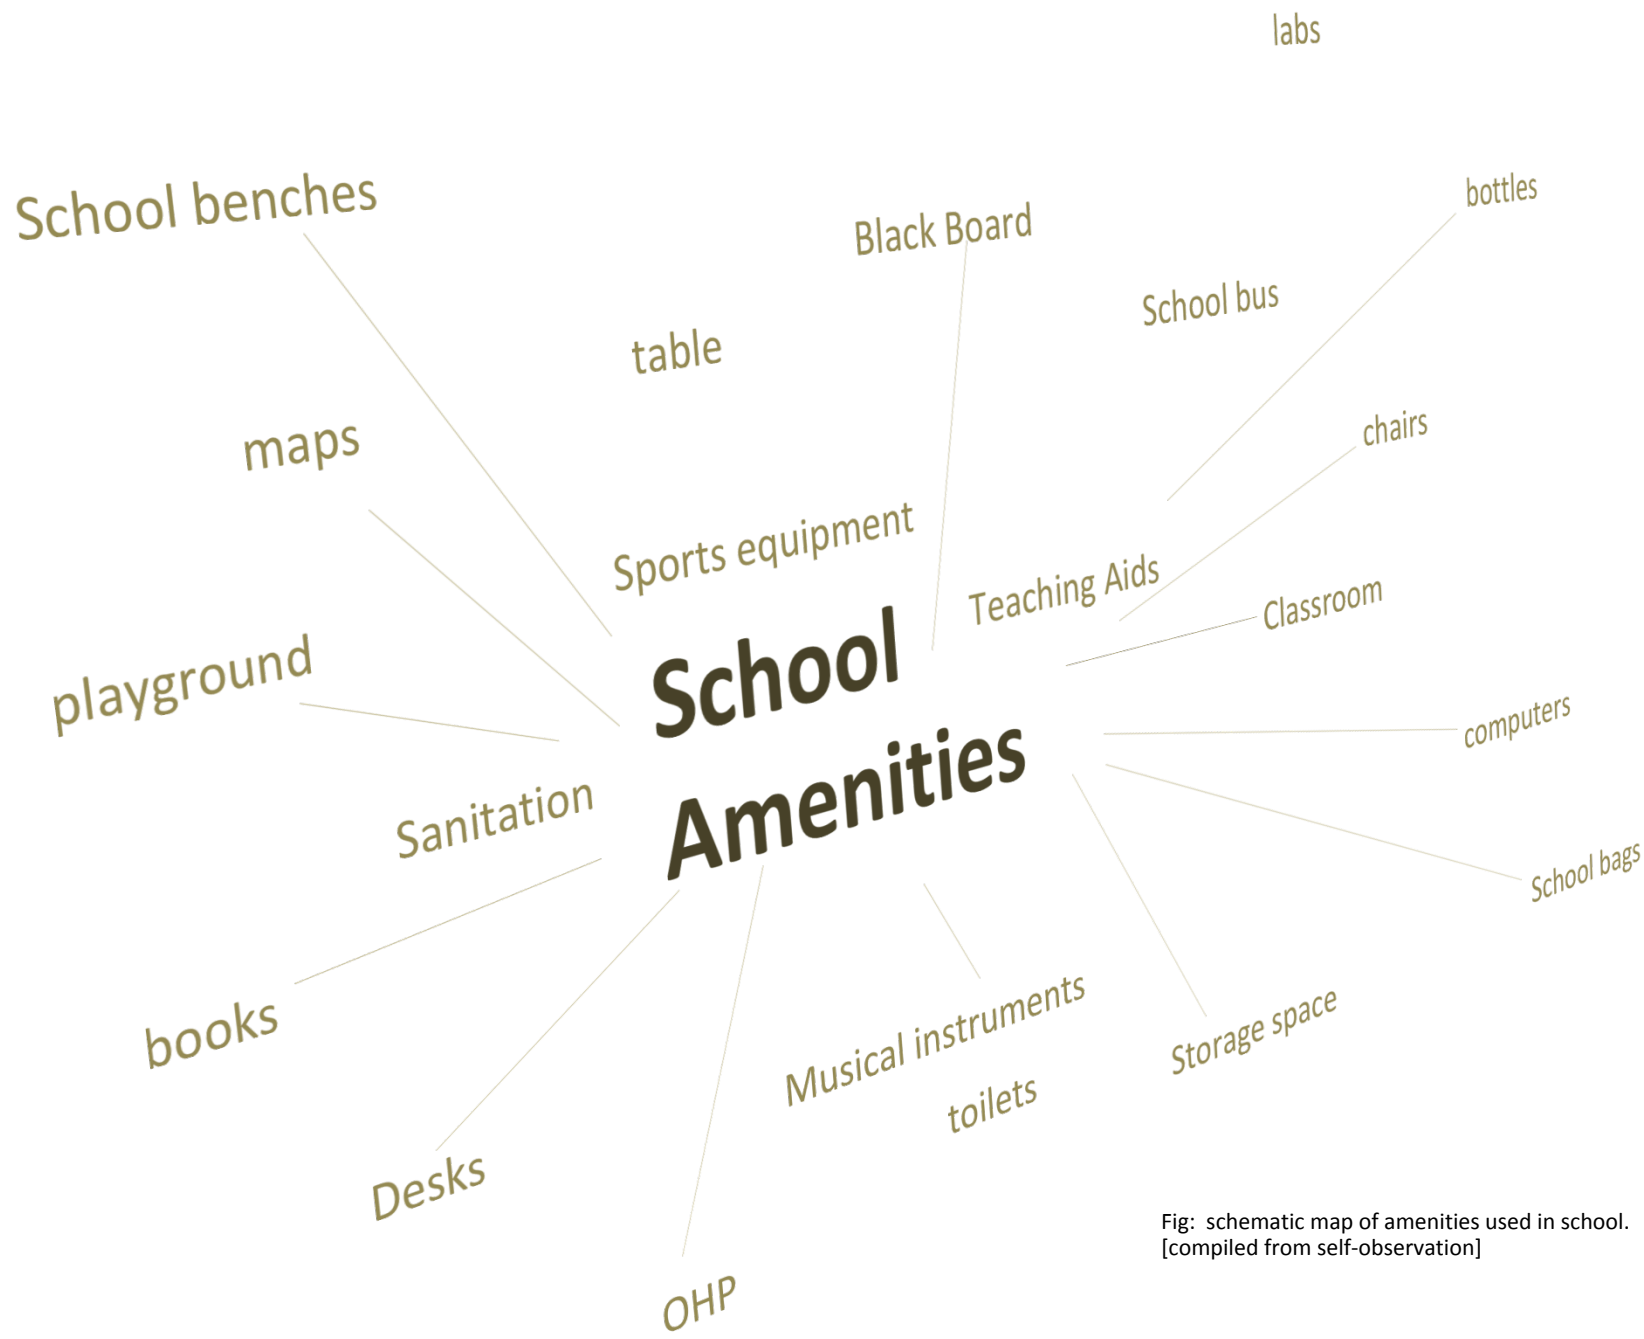 labs
School benches
bottles
Black Board
School bus
table
chairs
maps
Sports equipment
Teaching Aids
Classroom
School
Amenities
playground
computers
Sanitation
School bags
books
Musical instruments
Storage space
toilets
Desks
OHP
Fig: schematic map of amenities used in school.
[compiled from self-observation]